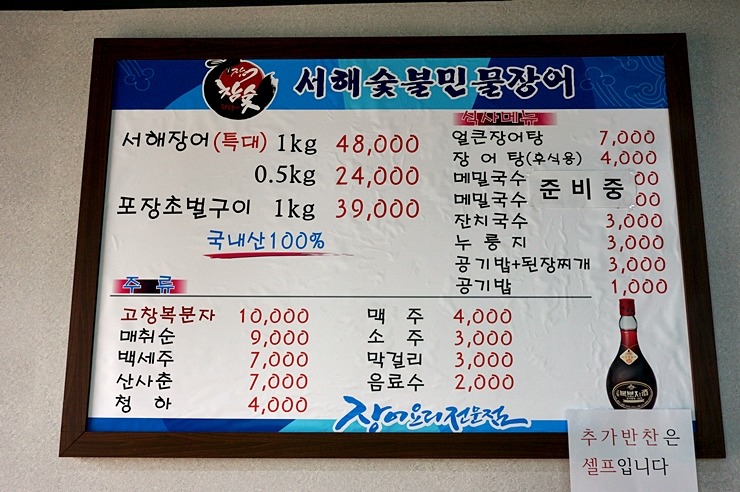 참숯
서해숯불민물장어
서해장어(특대) 1kg 48,000
0.5kg 24,000
포장초벌구이 1kg 39,000
국내산100%
식사메뉴
얼큰장어탕 7,000
장 어 탕(후식용) 4,000
메밀국수 00
메밀국수 00
준 비 중
잔치국수 3,000
누 룽 지 3,000
공기밥+된장찌개 3,000
공기밥 1,000
주 류
고창복분자 10,000
매취순 9,000
백세주 7,000
산사춘 7,000
청 하 4,000
맥 주 4,000
소 주 3,000
막걸리 3,000
음료수 2,000
장어요리전문점
추가반찬은
셀프입니다